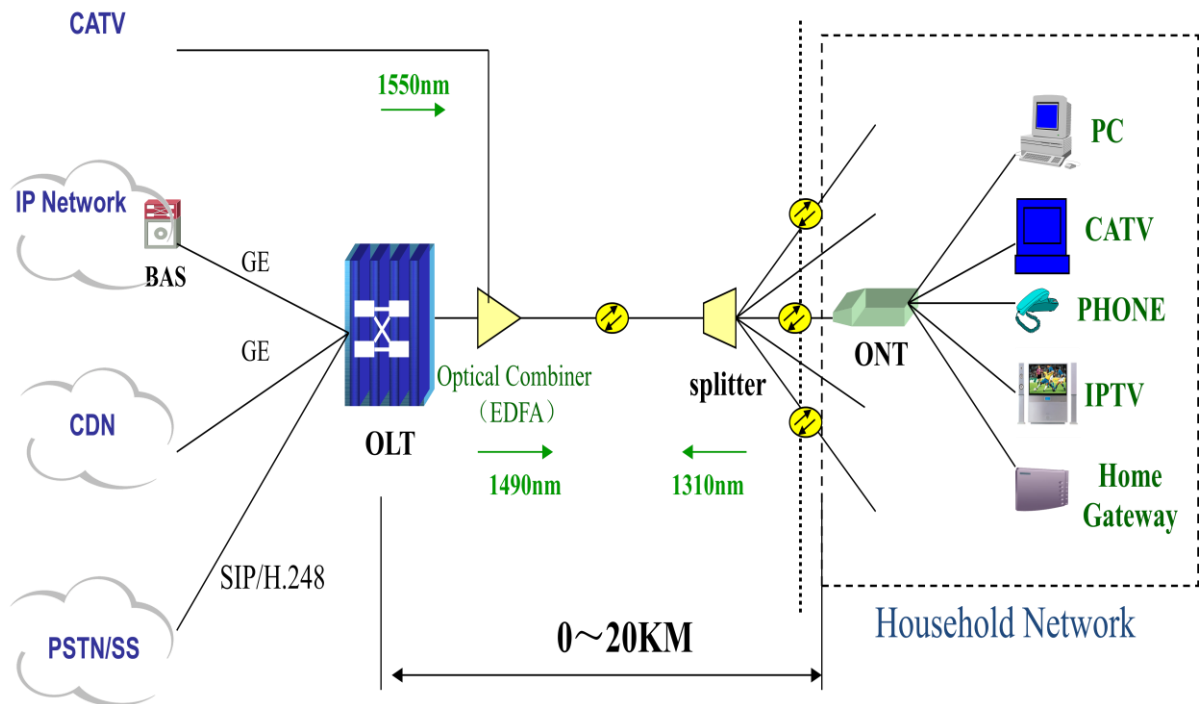 CATV
1550nm
IP Network
BAS
GE
GE
CDN
SIP/H.248
PSTN/SS
OLT
Optical Combiner
（EDFA）
1490nm
1310nm
splitter
0～20KM
ONT
PC
CATV
PHONE
IPTV
Home
Gateway
Household Network